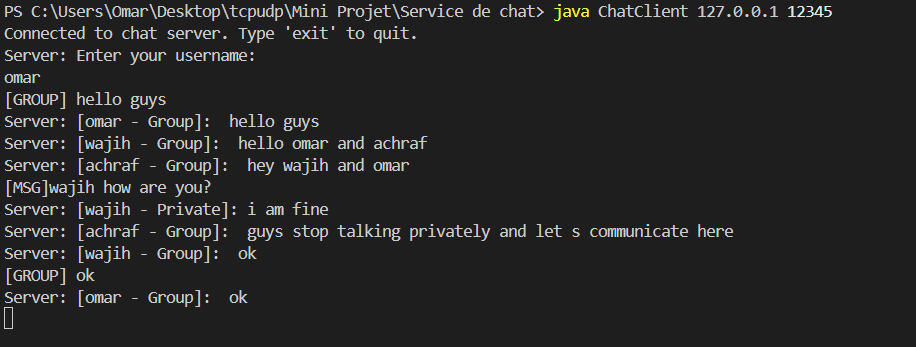 PS C:\Users\Omar\Desktop\tcpudp\Mini Projet\Service de chat> java ChatClient 127.0.0.1 12345
Connected to chat server. Type 'exit' to quit.
Server: Enter your username:
omar
[GROUP] hello guys
Server: [omar - Group]:  hello guys
Server: [wajih - Group]:  hello omar and achraf
Server: [achraf - Group]:  hey wajih and omar
[MSG]wajih how are you?
Server: [wajih - Private]: i am fine
Server: [achraf - Group]:  guys stop talking privately and let s communicate here
Server: [wajih - Group]:  ok
[GROUP] ok
Server: [omar - Group]:  ok